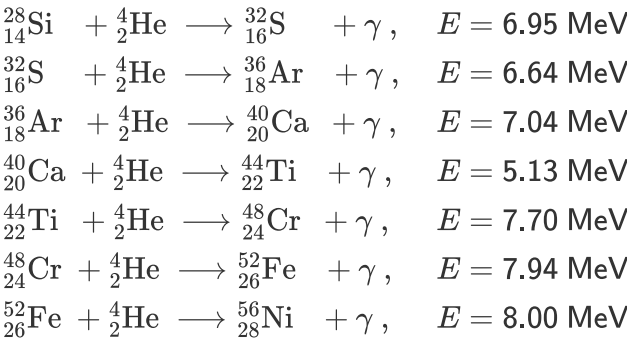 ²⁸₁₄Si + ⁴₂He ⟶ ³²₁₆S + γ , E = 6.95 MeV
³²₁₆S + ⁴₂He ⟶ ³⁶₁₈Ar + γ , E = 6.64 MeV
³⁶₁₈Ar + ⁴₂He ⟶ ⁴⁰₂₀Ca + γ , E = 7.04 MeV
⁴⁰₂₀Ca + ⁴₂He ⟶ ⁴⁴₂₂Ti + γ , E = 5.13 MeV
⁴⁴₂₂Ti + ⁴₂He ⟶ ⁴⁸₂₄Cr + γ , E = 7.70 MeV
⁴⁸₂₄Cr + ⁴₂He ⟶ ⁵²₂₆Fe + γ , E = 7.94 MeV
⁵²₂₆Fe + ⁴₂He ⟶ ⁵⁶₂₈Ni + γ , E = 8.00 MeV